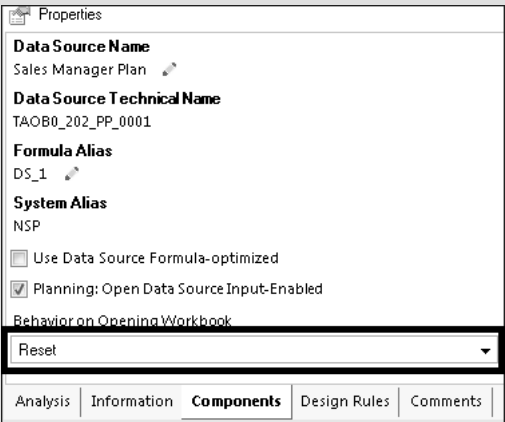 Properties
Data Source Name
Sales Manager Plan
Data Source Technical Name
TAOB0_202_PP_0001
Formula Alias
DS_1
System Alias
NSP
Use Data Source Formula-optimized
Planning: Open Data Source Input-Enabled
Behavior on Opening Workbook
Reset
Analysis Information Components Design Rules Comments